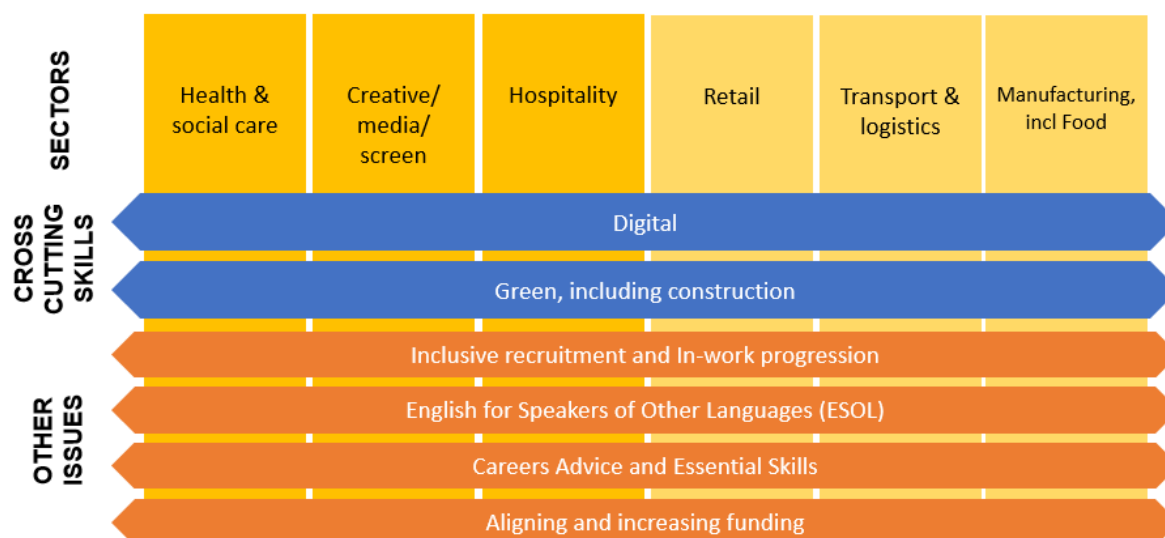 SECTORS
Health &
social care
Creative/
media/
screen
Hospitality
Retail
Transport &
logistics
Manufacturing,
incl Food
CROSS
CUTTING
SKILLS
Digital
Green, including construction
OTHER
ISSUES
Inclusive recruitment and In-work progression
English for Speakers of Other Languages (ESOL)
Careers Advice and Essential Skills
Aligning and increasing funding